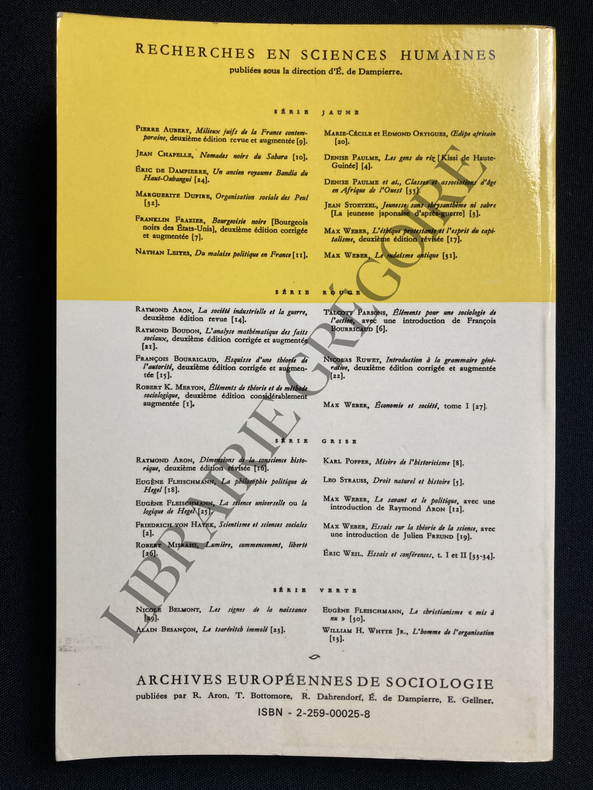 RECHERCHES EN SCIENCES HUMAINES
publiées sous la direction d'É. de Dampierre.
SÉRIE JAUNE
PIERRE AUBERY, Milieux juifs de la France contem-
poraine, deuxième édition revue et augmentée [9].
JEAN CHAPELLE, Nomades noirs du Sahara [10].
ÉRIC DE DAMPIERRE, Un ancien royaume Bandia du
Haut-Oubangui [24].
MARGUERITE DUPIRE, Organisation sociale des Peul
[32].
FRANKLIN FRAZIER, Bourgeoisie noire [Bourgeois
noirs des États-Unis], deuxième édition corrigée
et augmentée [7].
NATHAN LEITES, Du malaise politique en France [11].
MARIE-CÉCILE et EDMOND ORTIGUES, Œdipe africain
[20].
DENISE PAULME, Les gens du riz [Kissi de Haute-
Guinée] [4].
DENISE PAULME et al., Classes et associations d'âge
en Afrique de l'Ouest [35].
JEAN STOETZEL, Jeunesse sans chrysanthème ni sabre
[La jeunesse japonaise d'après-guerre] [3].
MAX WEBER, L'éthique protestante et l'esprit du capi-
talisme, deuxième édition révisée [17].
MAX WEBER, Le judaïsme antique [31].
SÉRIE ROUGE
RAYMOND ARON, La société industrielle et la guerre,
deuxième édition revue [14].
RAYMOND BOUDON, L'analyse mathématique des faits
sociaux, deuxième édition corrigée et augmentée
[21].
FRANÇOIS BOURRICAUD, Esquisse d'une théorie de
l'autorité, deuxième édition corrigée et augmen-
tée [15].
ROBERT K. MERTON, Éléments de théorie et de méthode
sociologique, deuxième édition considérablement
augmentée [1].
TALCOTT PARSONS, Éléments pour une sociologie de
l'action, avec une introduction de François
BOURRICAUD [6].
NICOLAS RUWET, Introduction à la grammaire géné-
rative, deuxième édition corrigée et augmentée
[22].
MAX WEBER, Économie et société, tome I [27].
SÉRIE GRISE
RAYMOND ARON, Dimensions de la conscience histo-
rique, deuxième édition révisée [16].
EUGÈNE FLEISCHMANN, La philosophie politique de
Hegel [18].
EUGÈNE FLEISCHMANN, La science universelle ou la
logique de Hegel [25].
FRIEDRICH VON HAYEK, Scientisme et sciences sociales
[2].
ROBERT MISRAHI, Lumière, commencement, liberté
[26].
KARL POPPER, Misère de l'historicisme [8].
LEO STRAUSS, Droit naturel et histoire [5].
MAX WEBER, Le savant et le politique, avec une
introduction de Raymond ARON [12].
MAX WEBER, Essais sur la théorie de la science, avec
une introduction de Julien FREUND [19].
ÉRIC WEIL, Essais et conférences, t. I et II [33-34].
SÉRIE VERTE
NICOLE BELMONT, Les signes de la naissance
[29].
ALAIN BESANÇON, Le tsarévitch immolé [23].
EUGÈNE FLEISCHMANN, Le christianisme « mis à
nu » [30].
WILLIAM H. WHYTE JR., L'homme de l'organisation
[13].
ARCHIVES EUROPÉENNES DE SOCIOLOGIE
publiées par R. Aron, T. Bottomore, R. Dahrendorf, É. de Dampierre, E. Gellner.
ISBN - 2-259-00025-8
LIBRAIRIE GRÉGOIRE